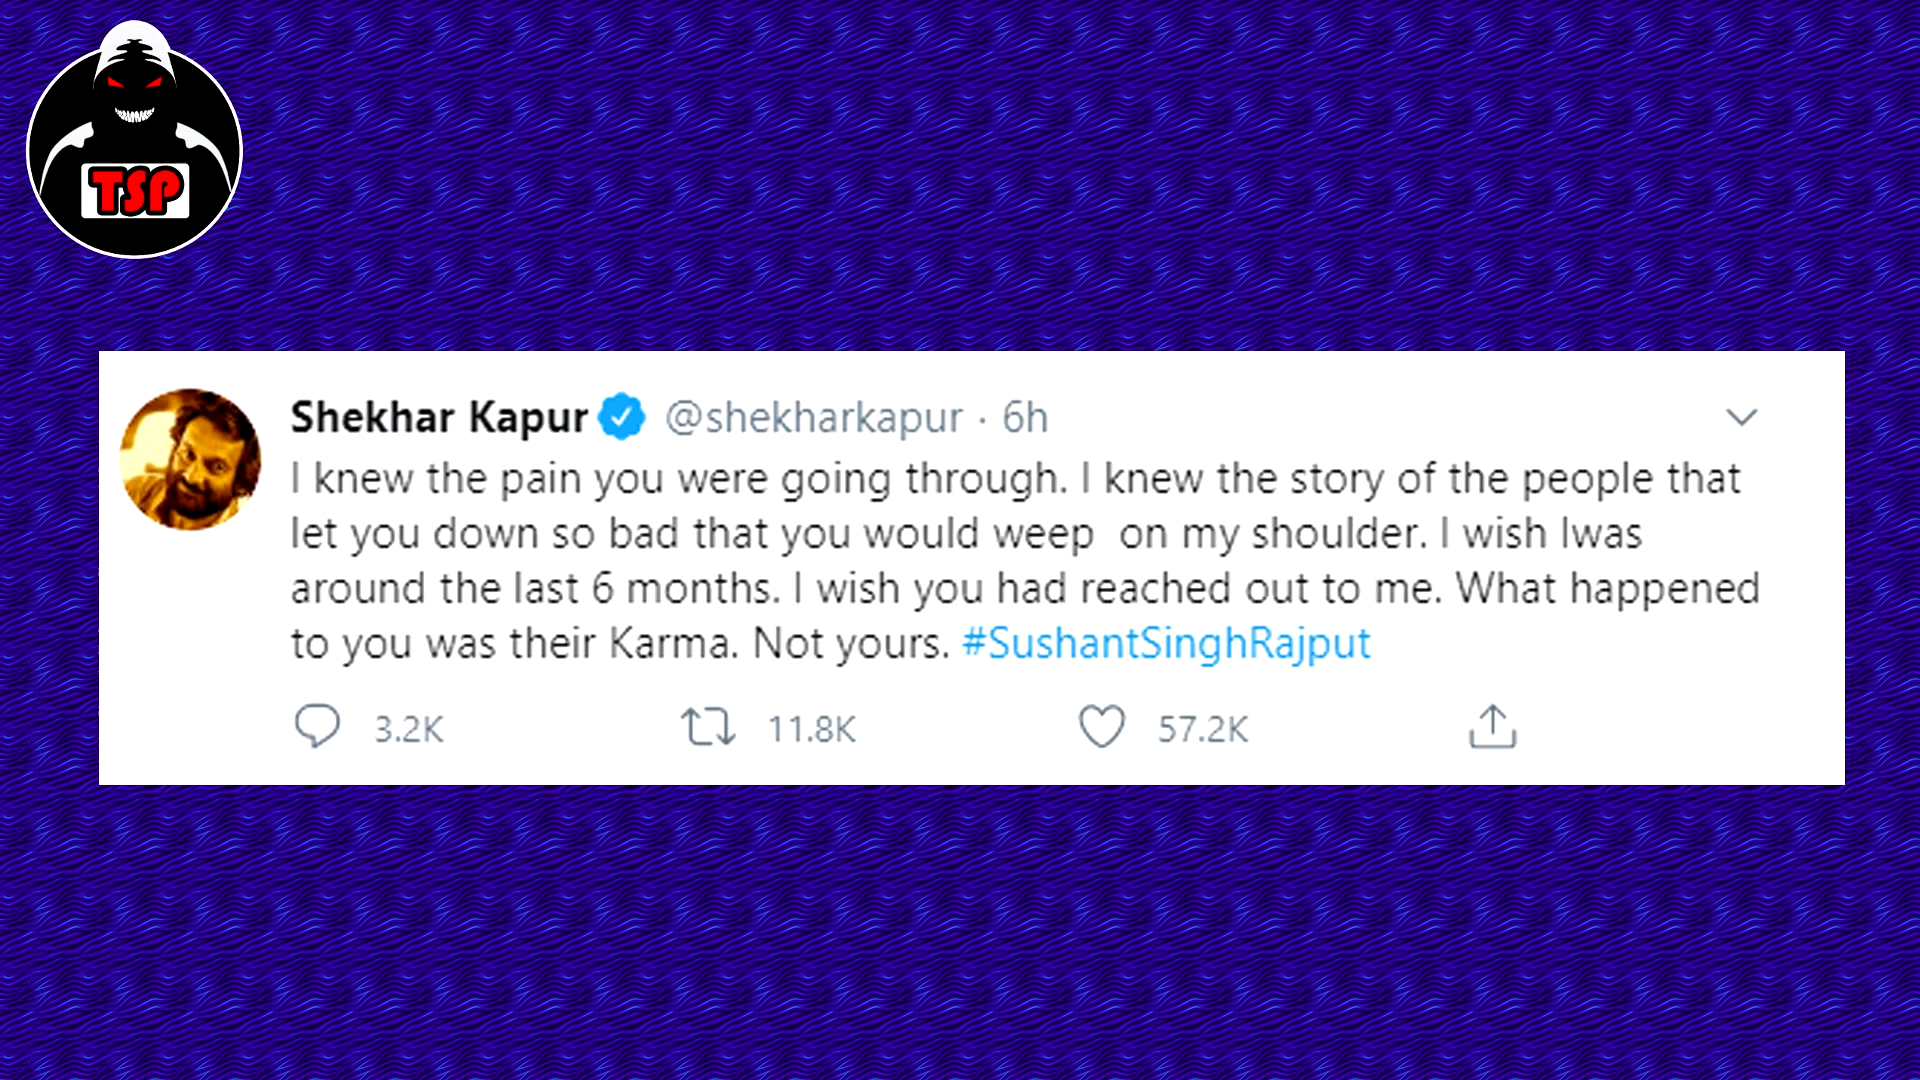 TSP
Shekhar Kapur @shekharkapur · 6h
I knew the pain you were going through. I knew the story of the people that
let you down so bad that you would weep  on my shoulder. I wish Iwas
around the last 6 months. I wish you had reached out to me. What happened
to you was their Karma. Not yours. #SushantSinghRajput
3.2K 11.8K 57.2K